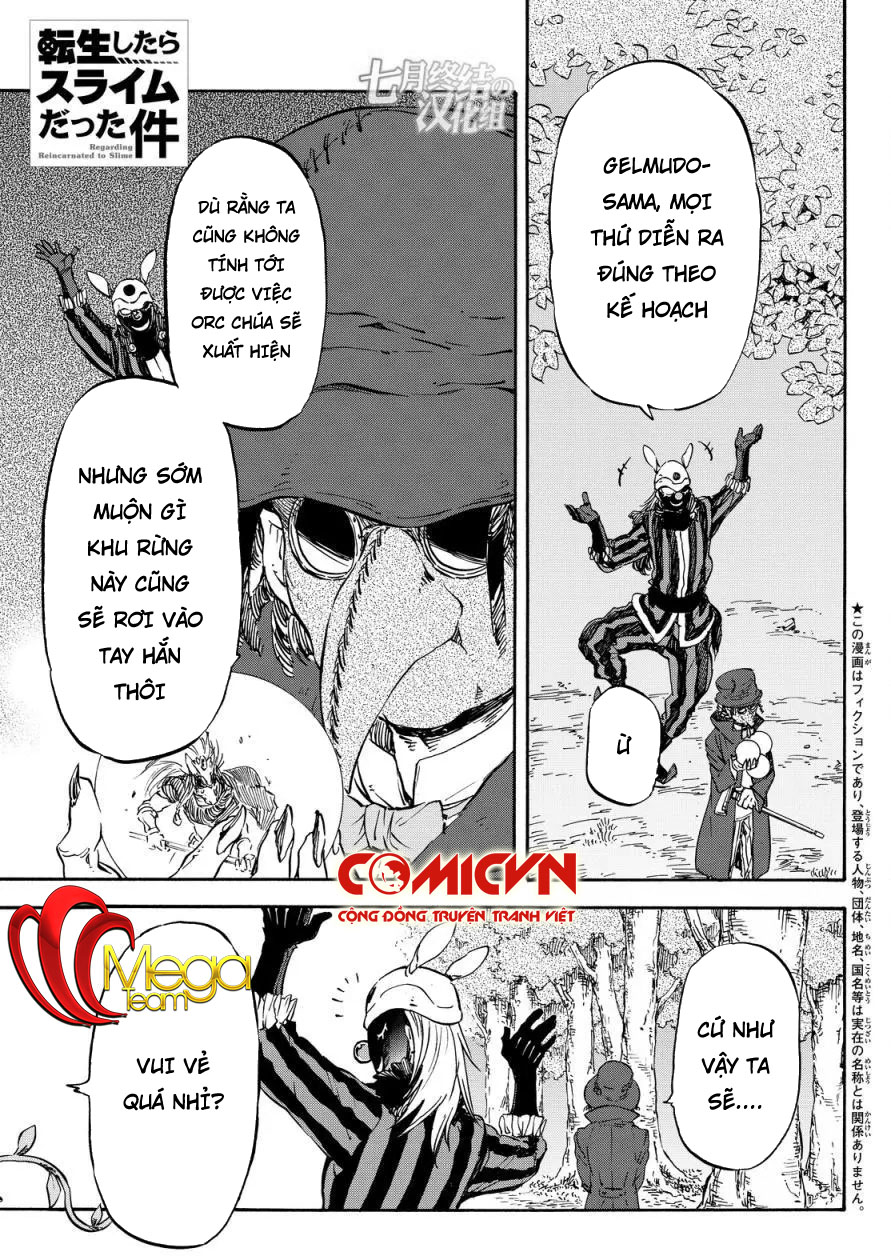 転生したら
スライム
だった件
Regarding
Reincarnated to Slime
七月终结の
汉化组
GELMUDO-
SAMA, MỌI
THỨ DIỄN RA
ĐÚNG THEO
KẾ HOẠCH
Ừ
DÙ RẰNG TA
CŨNG KHÔNG
TÍNH TỚI
ĐƯỢC VIỆC
ORC CHÚA SẼ
XUẤT HIỆN
NHƯNG SỚM
MUỘN GÌ
KHU RỪNG
NÀY CŨNG
SẼ RƠI VÀO
TAY HẮN
THÔI
COMICVN
CỘNG ĐỒNG TRUYỆN TRANH VIỆT
CỨ NHƯ
VẬY TA
SẼ....
Mega
Team
VUI VẺ
QUÁ NHỈ?
★この漫画はフィクションであり、登場する人物、団体、地名、国名等は実在の名称とは関係ありません。